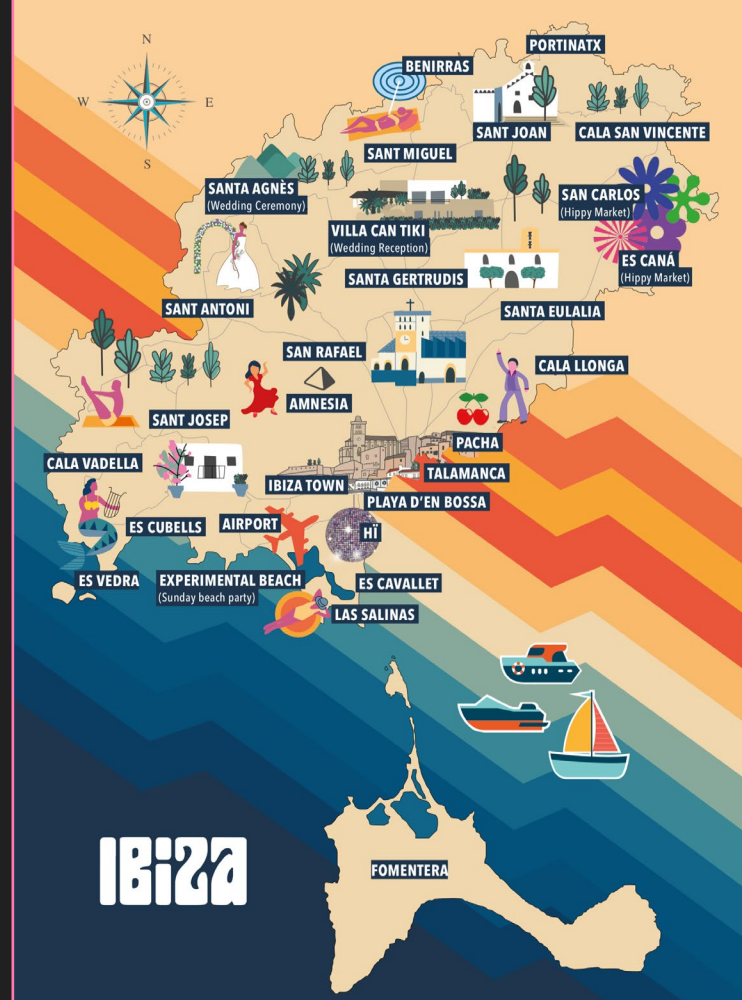 N
W
E
S
PORTINATX
BENIRRAS
SANT JOAN
CALA SAN VINCENTE
SANT MIGUEL
SANTA AGNÈS
(Wedding Ceremony)
SAN CARLOS
(Hippy Market)
VILLA CAN TIKI
(Wedding Reception)
ES CANÁ
(Hippy Market)
SANTA GERTRUDIS
SANT ANTONI
SANTA EULALIA
SAN RAFAEL
CALA LLONGA
AMNESIA
SANT JOSEP
PACHA
CALA VADELLA
TALAMANCA
IBIZA TOWN
PLAYA D'EN BOSSA
ES CUBELLS
AIRPORT
HÏ
ES VEDRA
EXPERIMENTAL BEACH
(Sunday beach party)
ES CAVALLET
LAS SALINAS
IBiZa
FOMENTERA